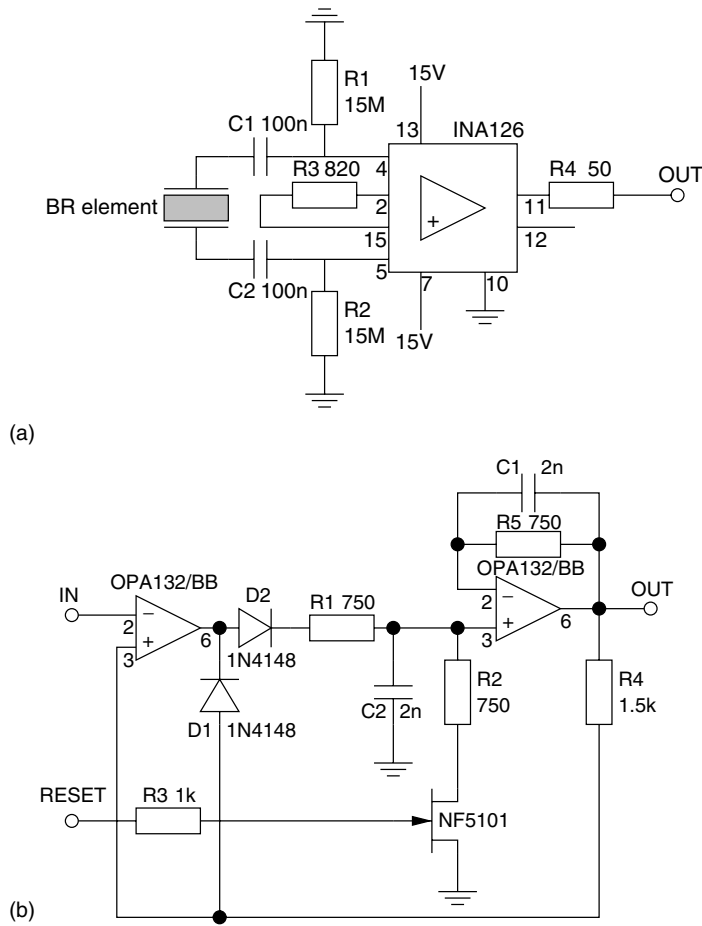 R1
15M
15V
C1 100n
13
INA126
4
R3 820
R4 50
OUT
BR element
2
+
11
15
12
5
C2 100n
7
10
R2
15M
15V
(a)
C1 2n
R5 750
OPA132/BB
OPA132/BB
IN
D2
R1 750
OUT
2
−
+
3
6
2
−
3
+
6
1N4148
R2
750
R4
1.5k
C2 2n
D1 1N4148
RESET
R3 1k
NF5101
(b)